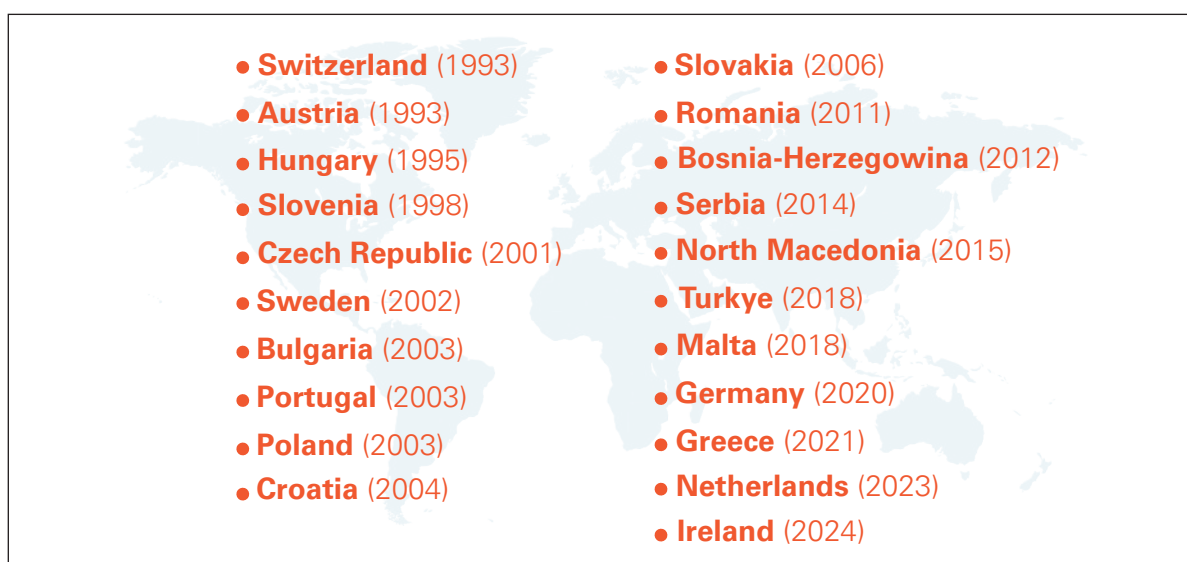 • Switzerland (1993)
• Austria (1993)
• Hungary (1995)
• Slovenia (1998)
• Czech Republic (2001)
• Sweden (2002)
• Bulgaria (2003)
• Portugal (2003)
• Poland (2003)
• Croatia (2004)
• Slovakia (2006)
• Romania (2011)
• Bosnia-Herzegowina (2012)
• Serbia (2014)
• North Macedonia (2015)
• Turkye (2018)
• Malta (2018)
• Germany (2020)
• Greece (2021)
• Netherlands (2023)
• Ireland (2024)